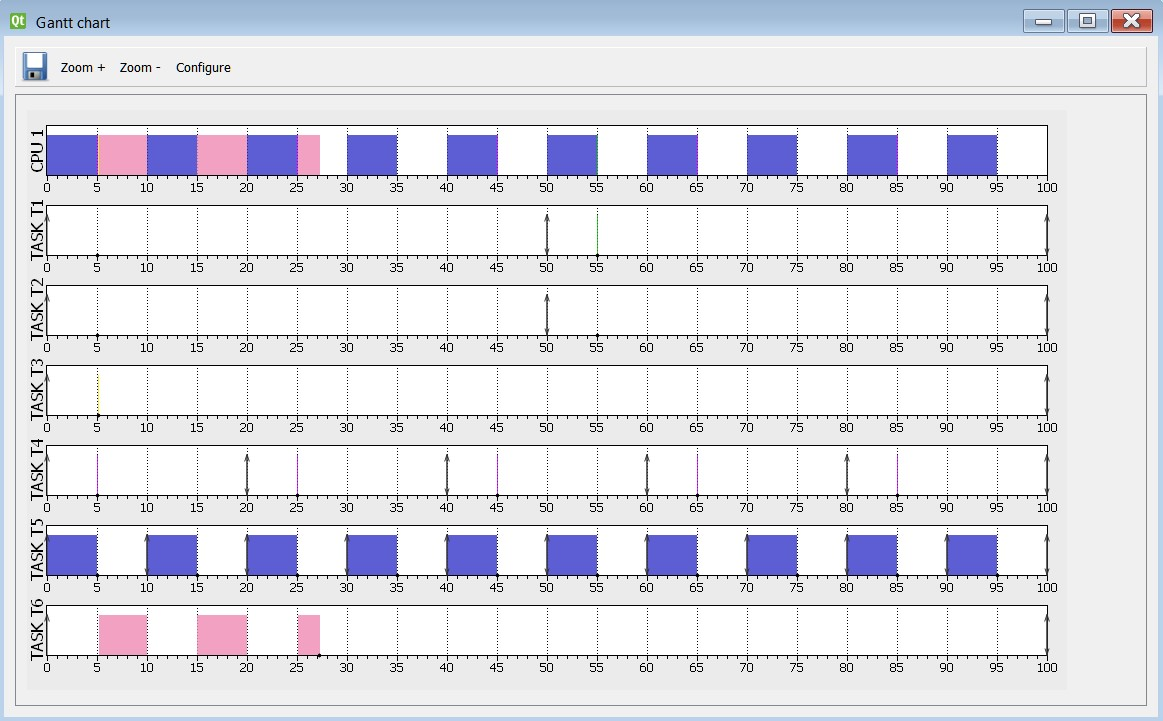 Qt Gantt chart
Zoom + Zoom - Configure
CPU 1
0 5 10 15 20 25 30 35 40 45 50 55 60 65 70 75 80 85 90 95 100
TASK T1
0 5 10 15 20 25 30 35 40 45 50 55 60 65 70 75 80 85 90 95 100
TASK T2
0 5 10 15 20 25 30 35 40 45 50 55 60 65 70 75 80 85 90 95 100
TASK T3
0 5 10 15 20 25 30 35 40 45 50 55 60 65 70 75 80 85 90 95 100
TASK T4
0 5 10 15 20 25 30 35 40 45 50 55 60 65 70 75 80 85 90 95 100
TASK T5
0 5 10 15 20 25 30 35 40 45 50 55 60 65 70 75 80 85 90 95 100
TASK T6
0 5 10 15 20 25 30 35 40 45 50 55 60 65 70 75 80 85 90 95 100